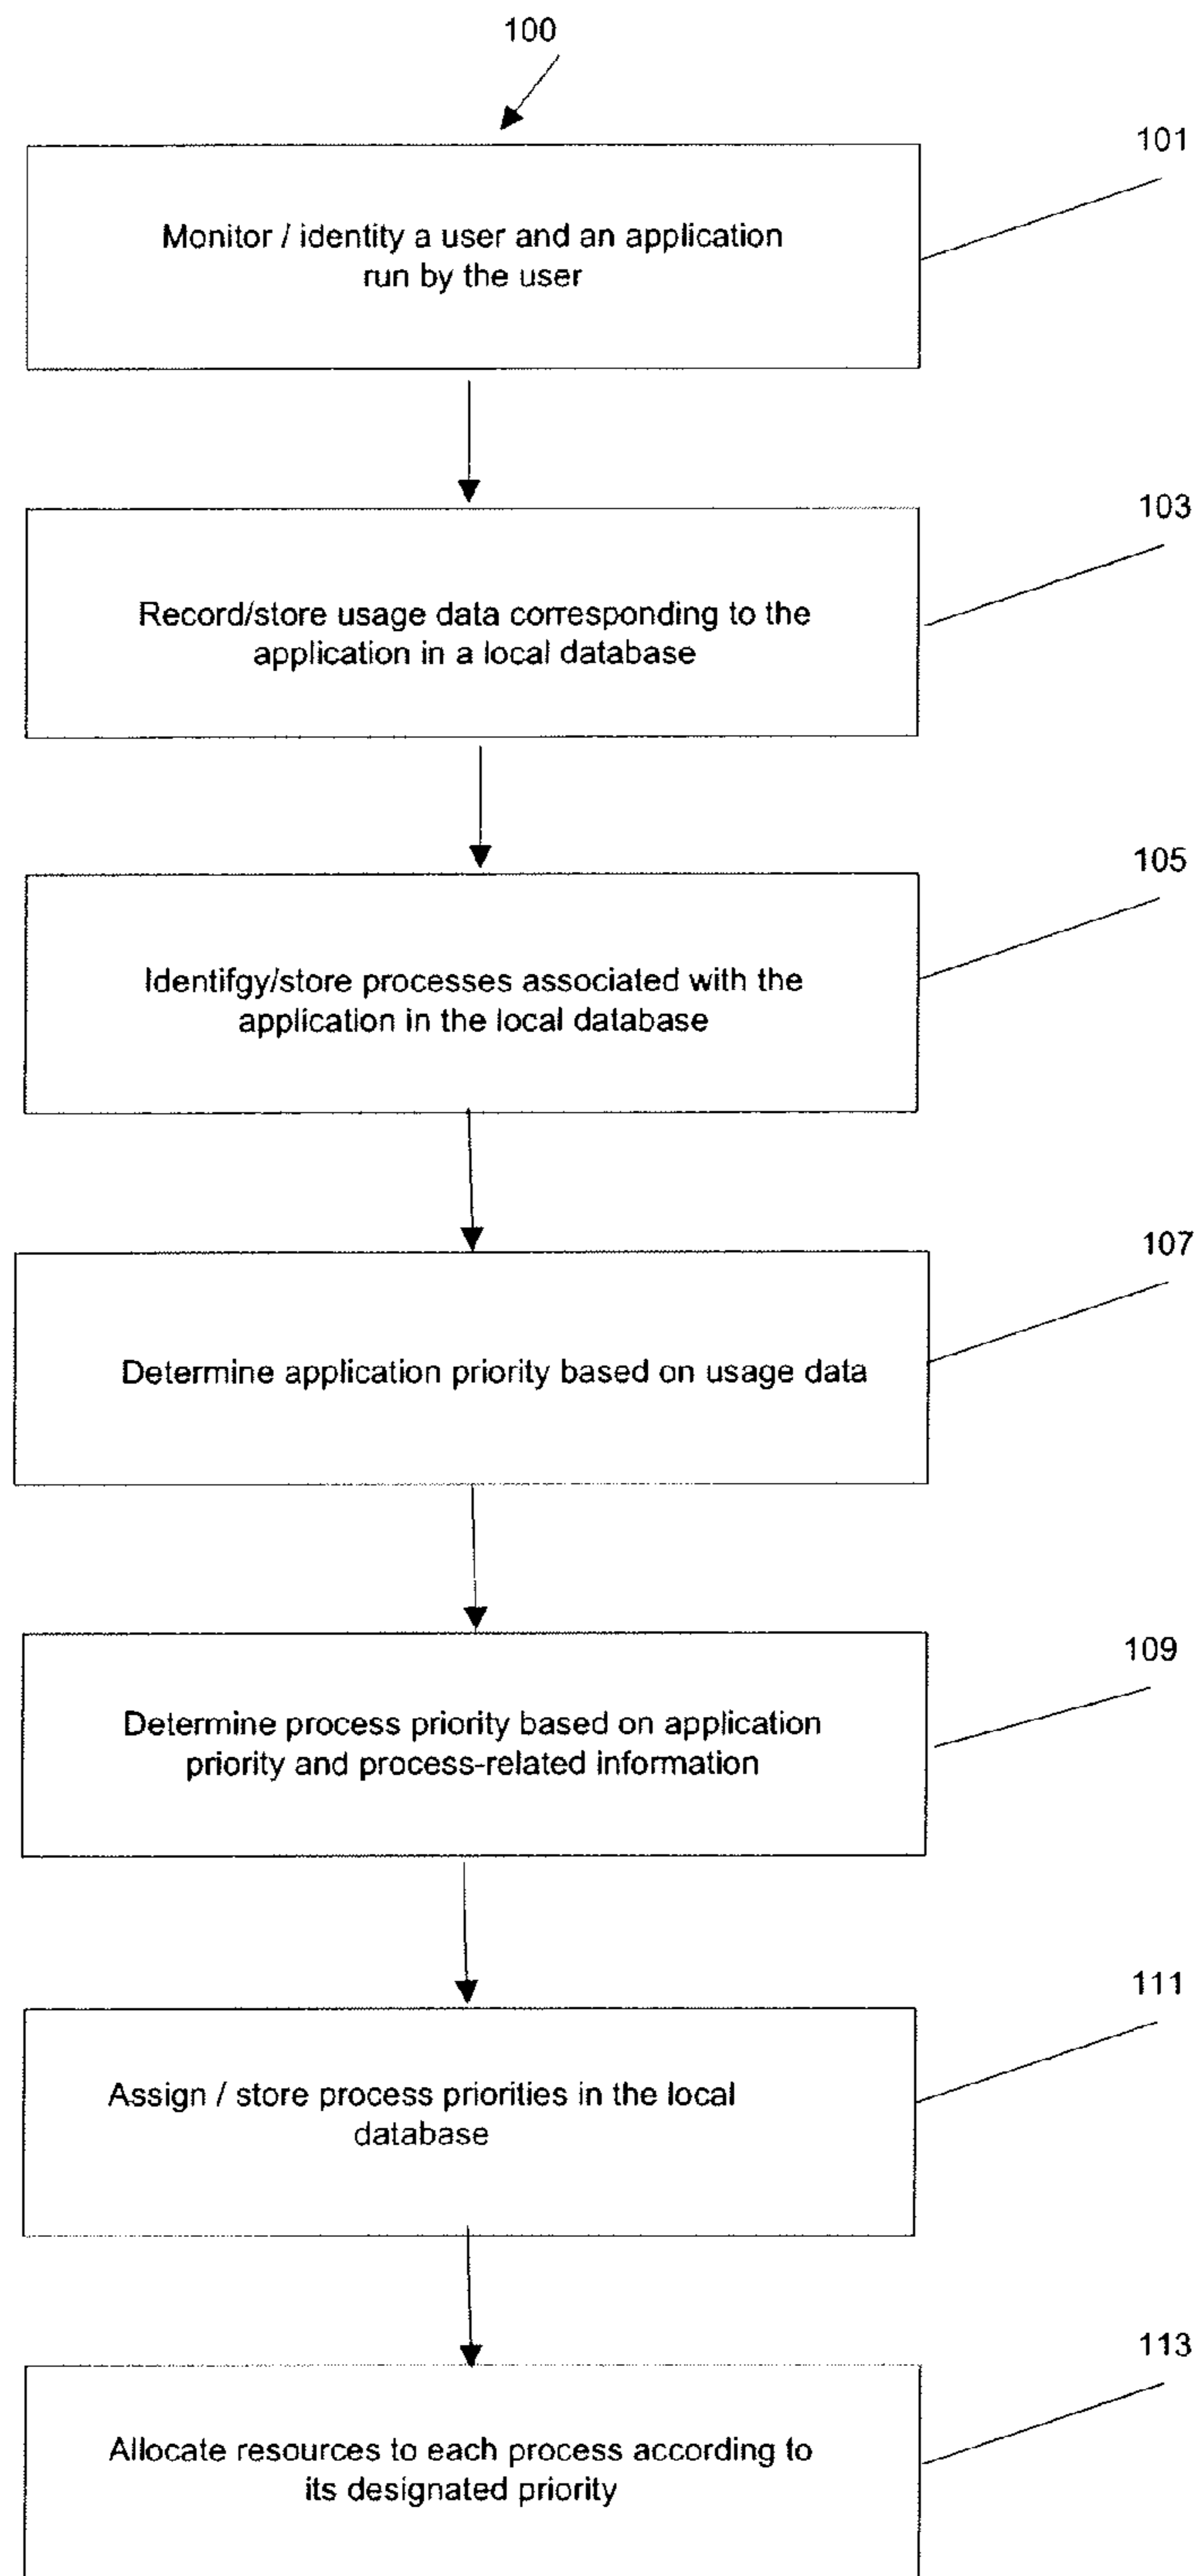 100
101
Monitor / identity a user and an application
run by the user
103
Record/store usage data corresponding to the
application in a local database
105
Identifgy/store processes associated with the
application in the local database
107
Determine application priority based on usage data
109
Determine process priority based on application
priority and process-related information
111
Assign / store process priorities in the local
database
113
Allocate resources to each process according to
its designated priority